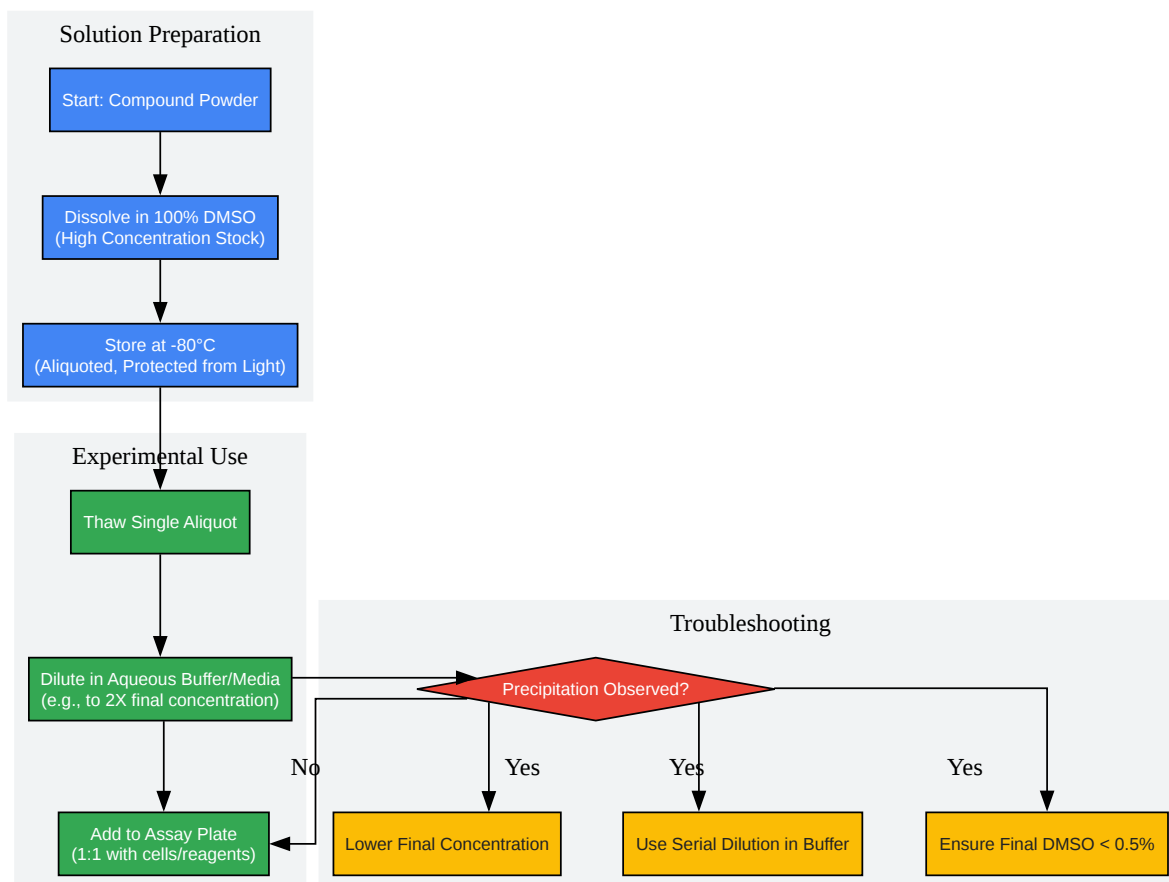 Solution Preparation
Start: Compound Powder
Dissolve in 100% DMSO
(High Concentration Stock)
Store at -80°C
(Aliquoted, Protected from Light)
Experimental Use
Thaw Single Aliquot
Dilute in Aqueous Buffer/Media
(e.g., to 2X final concentration)
Add to Assay Plate
(1:1 with cells/reagents)
Troubleshooting
Precipitation Observed?
No
Yes
Yes
Yes
Lower Final Concentration
Use Serial Dilution in Buffer
Ensure Final DMSO < 0.5%